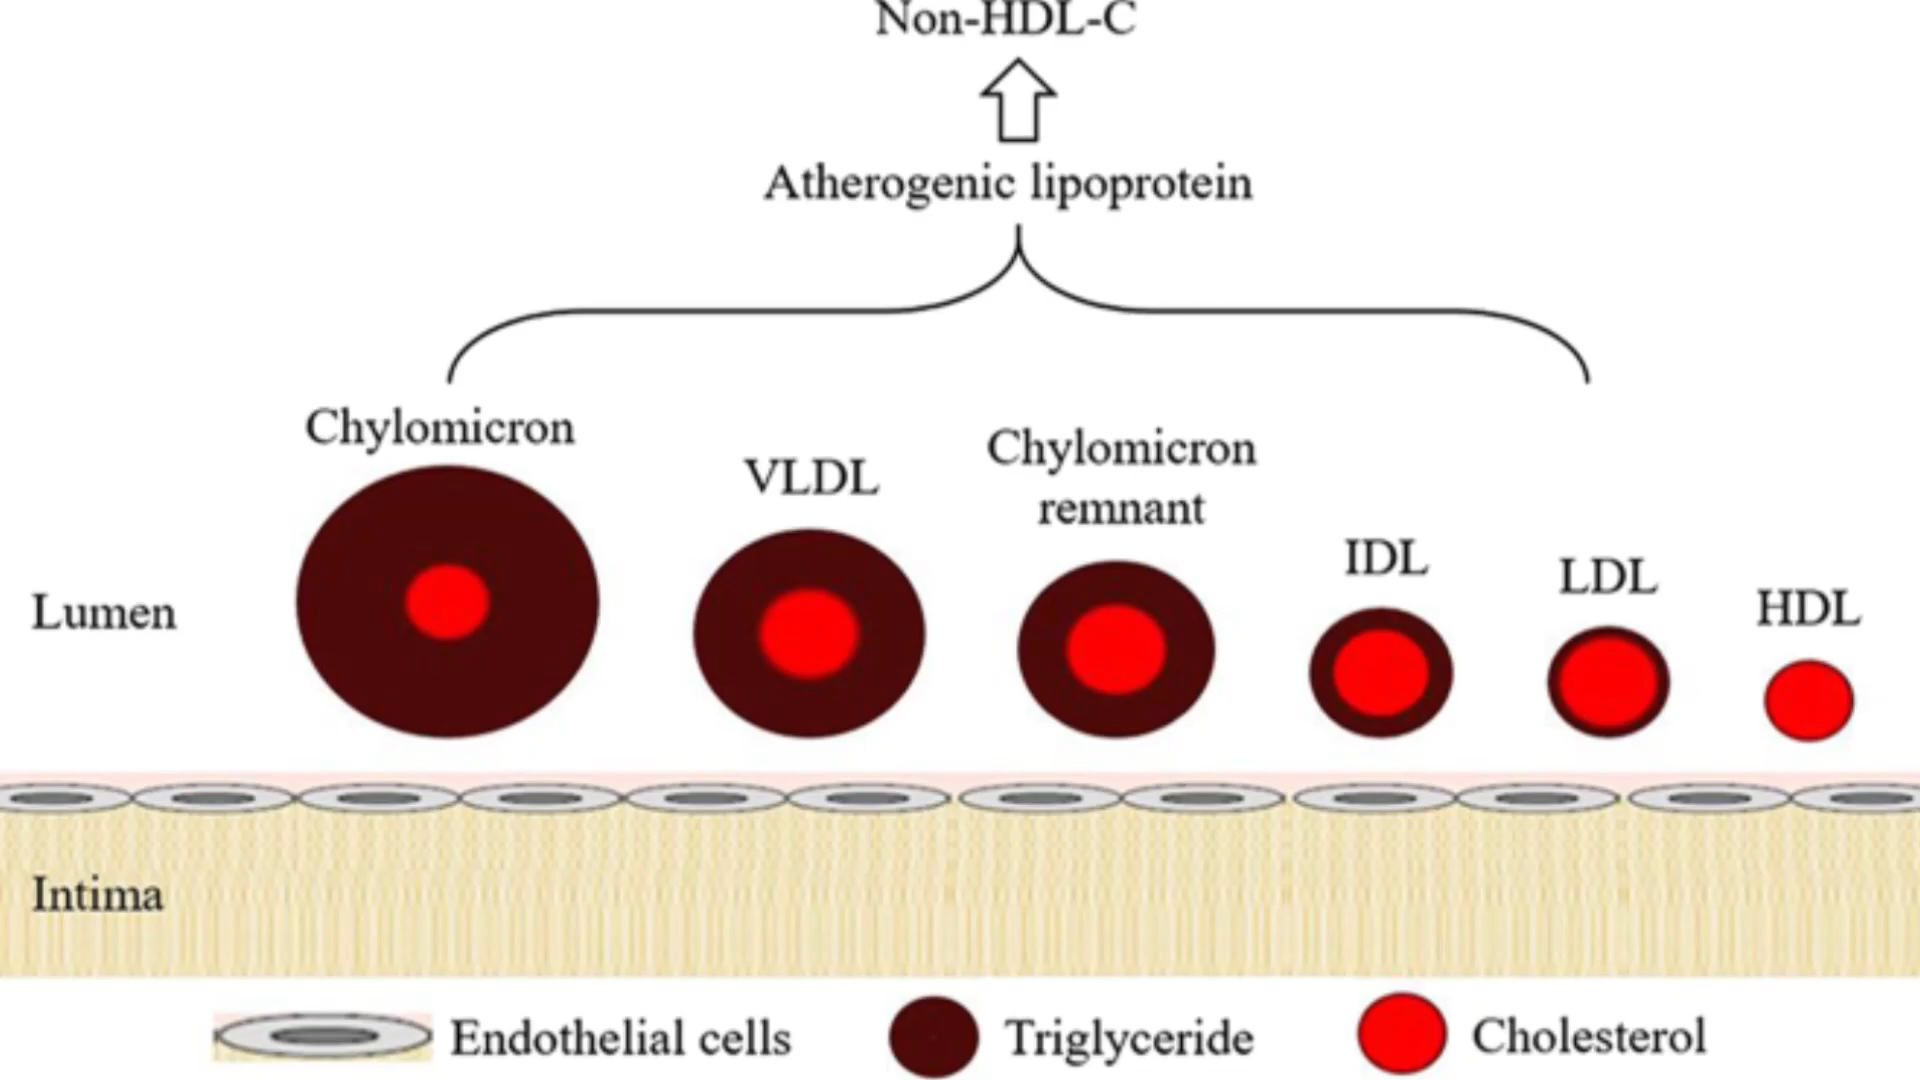 Non-HDL-C
Atherogenic lipoprotein
Chylomicron
VLDL
Chylomicron
remnant
IDL
LDL
HDL
Lumen
Intima
Endothelial cells
Triglyceride
Cholesterol